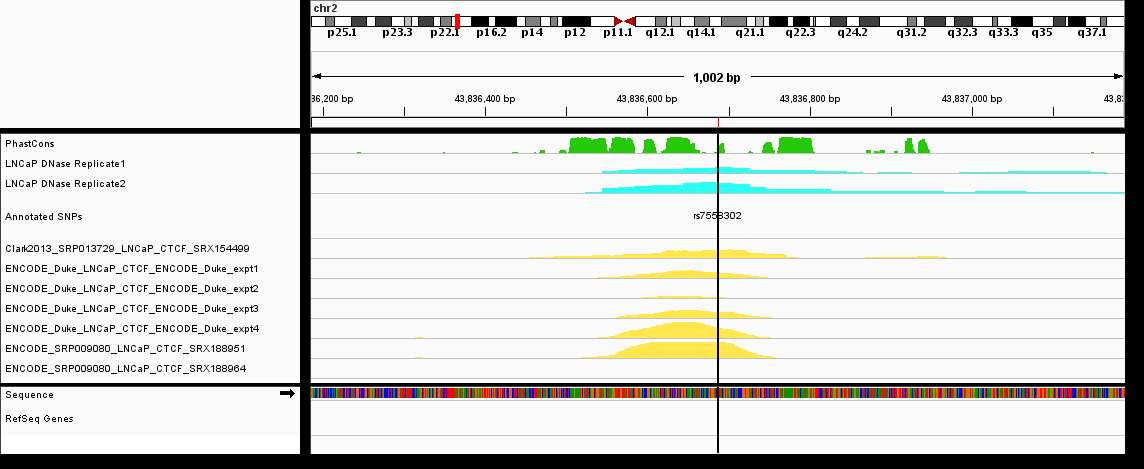 chr2
p25.1 p23.3 p22.1 p16.2 p14 p12 p11.1 q12.1 q14.1 q21.1 q22.3 q24.2 q31.2 q32.3 q33.3 q35 q37.1
1,002 bp
36,200 bp 43,836,400 bp 43,836,600 bp 43,836,800 bp 43,837,000 bp 43,83
PhastCons
LNCaP DNase Replicate1
LNCaP DNase Replicate2
Annotated SNPs
Clark2013_SRP013729_LNCaP_CTCF_SRX154499
ENCODE_Duke_LNCaP_CTCF_ENCODE_Duke_expt1
ENCODE_Duke_LNCaP_CTCF_ENCODE_Duke_expt2
ENCODE_Duke_LNCaP_CTCF_ENCODE_Duke_expt3
ENCODE_Duke_LNCaP_CTCF_ENCODE_Duke_expt4
ENCODE_SRP009080_LNCaP_CTCF_SRX188951
ENCODE_SRP009080_LNCaP_CTCF_SRX188964
Sequence
RefSeq Genes